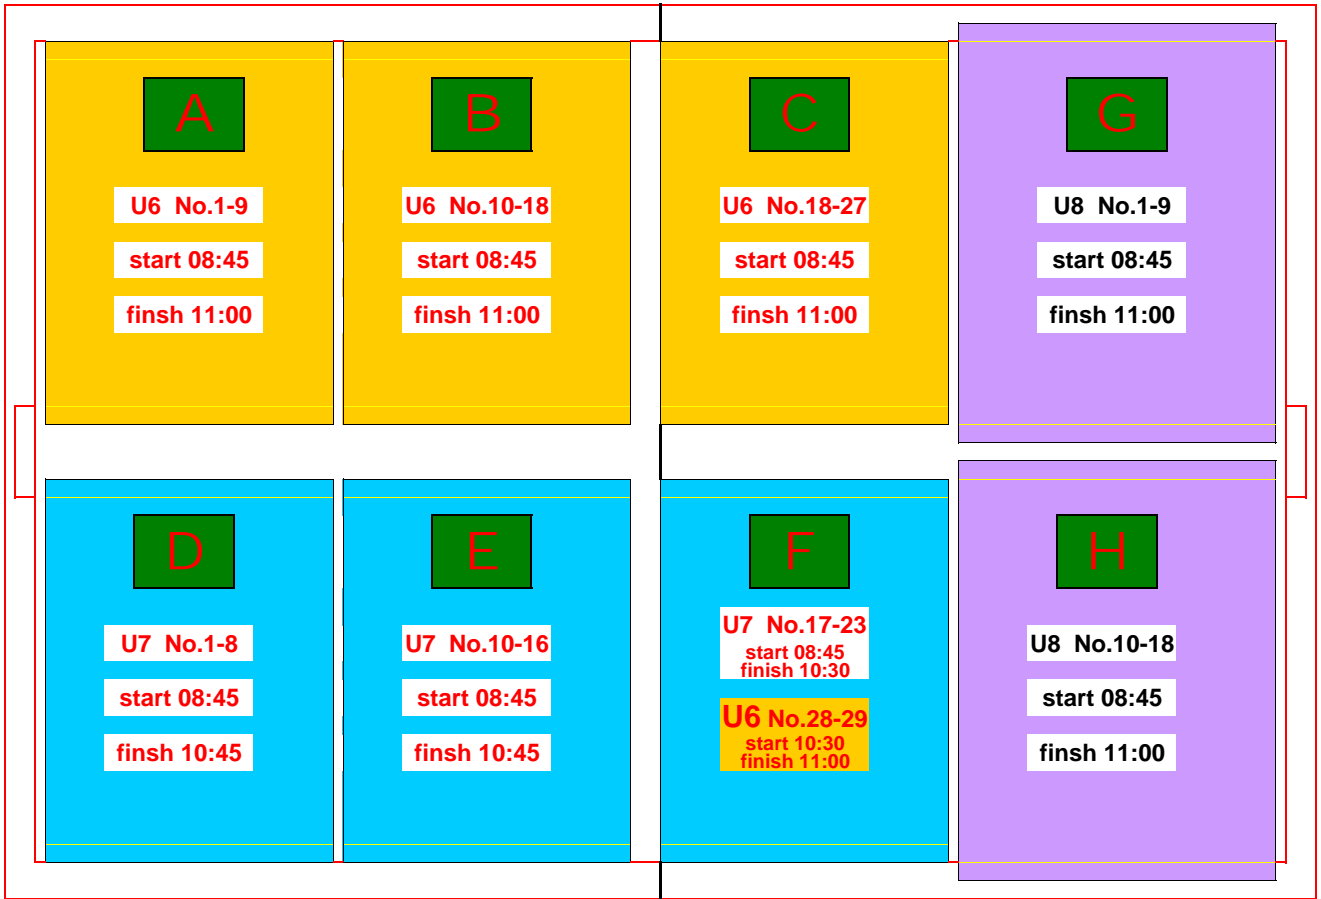 A
U6 No.1-9
start 08:45
finsh 11:00
B
U6 No.10-18
start 08:45
finsh 11:00
C
U6 No.18-27
start 08:45
finsh 11:00
G
U8 No.1-9
start 08:45
finsh 11:00
D
U7 No.1-8
start 08:45
finsh 10:45
E
U7 No.10-16
start 08:45
finsh 10:45
F
U7 No.17-23
start 08:45
finish 10:30
U6 No.28-29
start 10:30
finish 11:00
H
U8 No.10-18
start 08:45
finsh 11:00